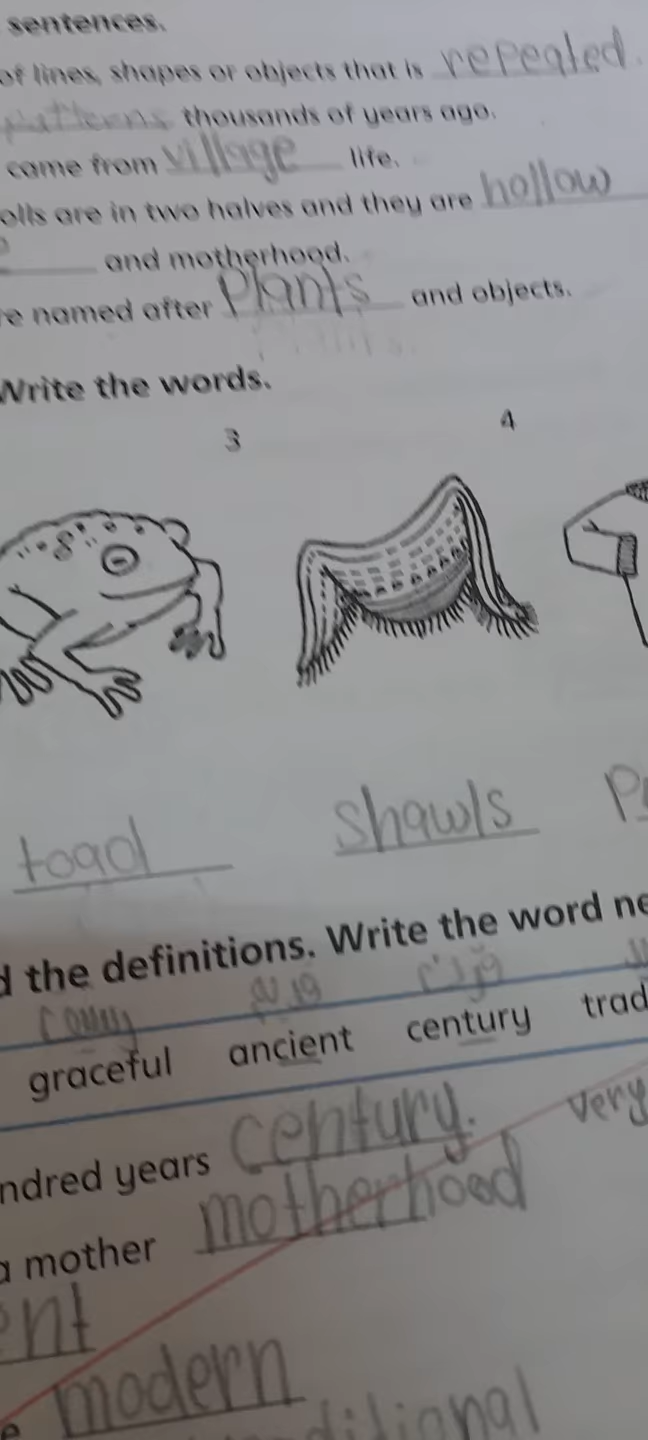 sentences.
of lines, shapes or objects that is repeated.
patterns thousands of years ago.
came from village life.
olls are in two halves and they are hollow
and motherhood.
e named after plants and objects.
Write the words.
3 4
toad shawls
d the definitions. Write the word ne
قرن
graceful ancient century trad
ndred years century. very
a mother motherhood
ent
e modern